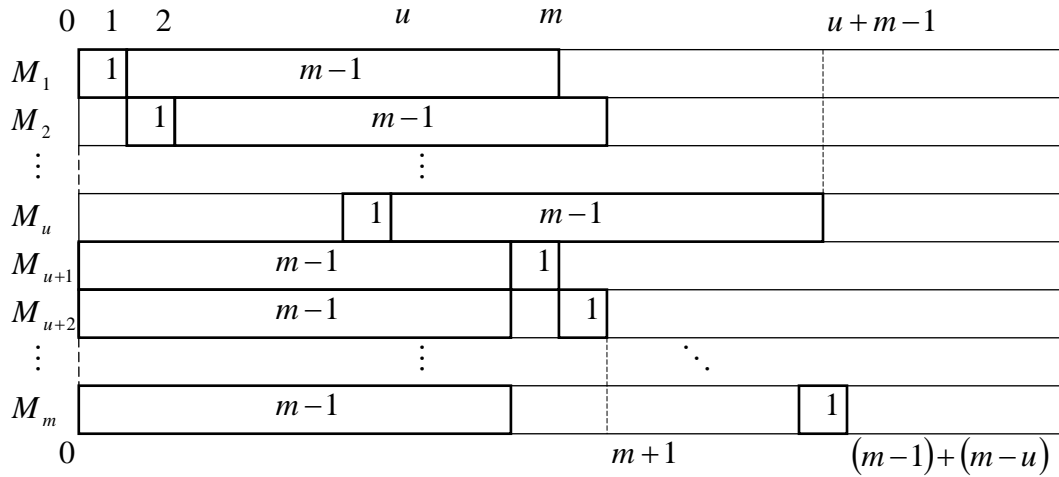 0 1 2 u m u + m − 1
M₁ 1 m − 1
M₂ 1 m − 1
⋮ ⋮
Mᵤ 1 m − 1
Mᵤ₊₁ m − 1 1
Mᵤ₊₂ m − 1 1
⋮ ⋮ ⋱
Mₘ m − 1 1
0 m + 1 (m − 1) + (m − u)